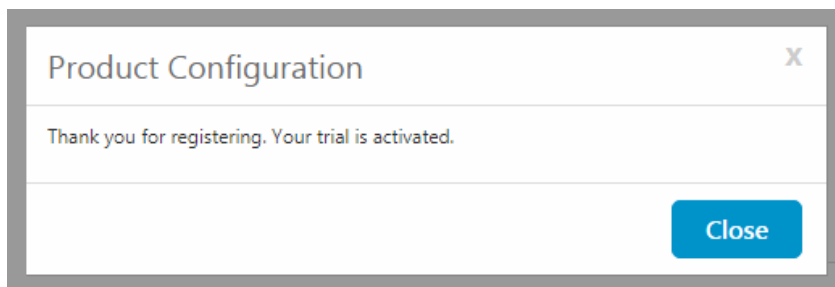 Product Configuration
X
Thank you for registering. Your trial is activated.
Close